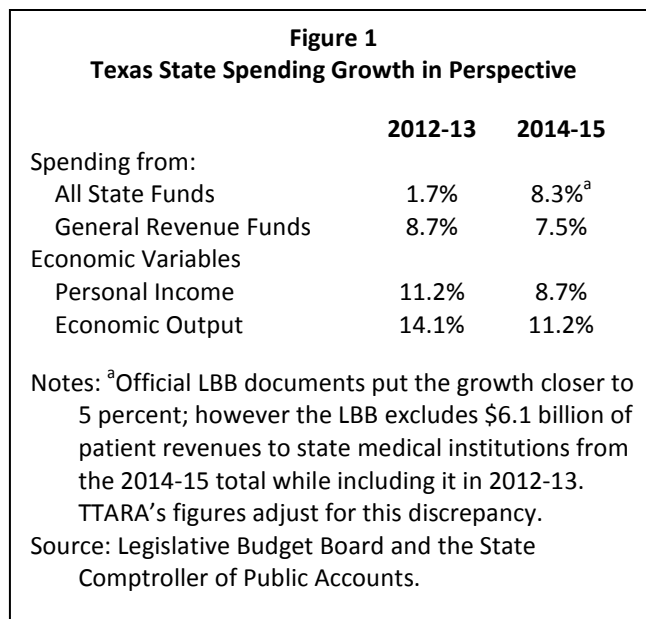 Figure 1
Texas State Spending Growth in Perspective
2012-13 2014-15
Spending from:
All State Funds 1.7% 8.3%ᵃ
General Revenue Funds 8.7% 7.5%
Economic Variables
Personal Income 11.2% 8.7%
Economic Output 14.1% 11.2%
Notes: ᵃOfficial LBB documents put the growth closer to
5 percent; however the LBB excludes $6.1 billion of
patient revenues to state medical institutions from
the 2014-15 total while including it in 2012-13.
TTARA’s figures adjust for this discrepancy.
Source: Legislative Budget Board and the State
Comptroller of Public Accounts.